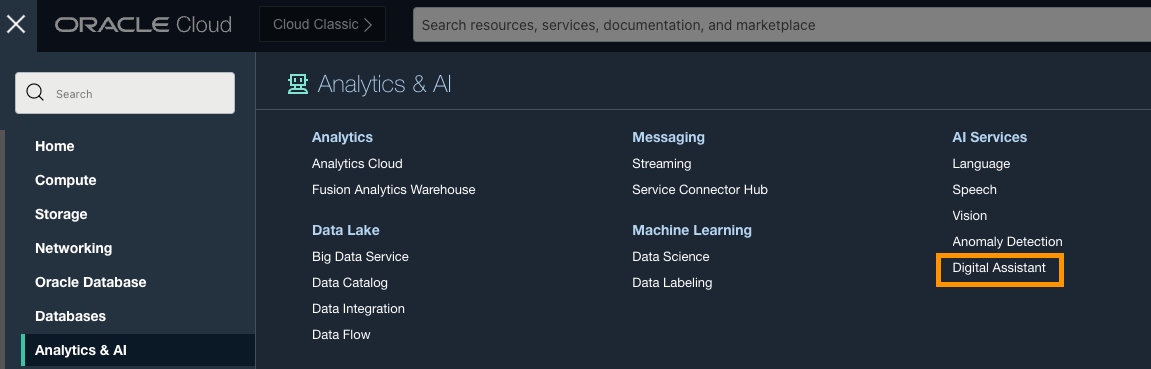 ORACLE Cloud
Cloud Classic
Search resources, services, documentation, and marketplace
Search
Home
Compute
Storage
Networking
Oracle Database
Databases
Analytics & AI
Analytics & AI
Analytics
Analytics Cloud
Fusion Analytics Warehouse
Data Lake
Big Data Service
Data Catalog
Data Integration
Data Flow
Messaging
Streaming
Service Connector Hub
Machine Learning
Data Science
Data Labeling
AI Services
Language
Speech
Vision
Anomaly Detection
Digital Assistant